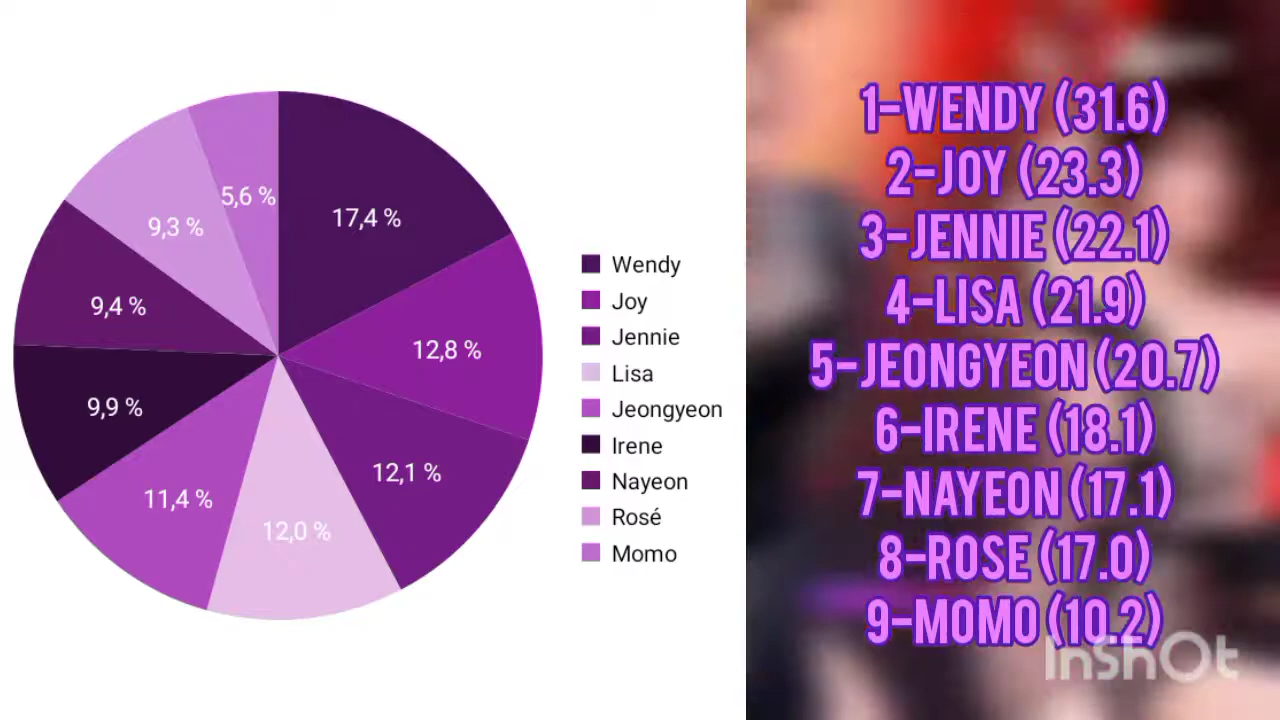 17,4 %
12,8 %
12,1 %
12,0 %
11,4 %
9,9 %
9,4 %
9,3 %
5,6 %
Wendy
Joy
Jennie
Lisa
Jeongyeon
Irene
Nayeon
Rosé
Momo
1-WENDY (31.6)
2-JOY (23.3)
3-JENNIE (22.1)
4-LISA (21.9)
5-JEONGYEON (20.7)
6-IRENE (18.1)
7-NAYEON (17.1)
8-ROSE (17.0)
9-MOMO (10.2)
InShOt